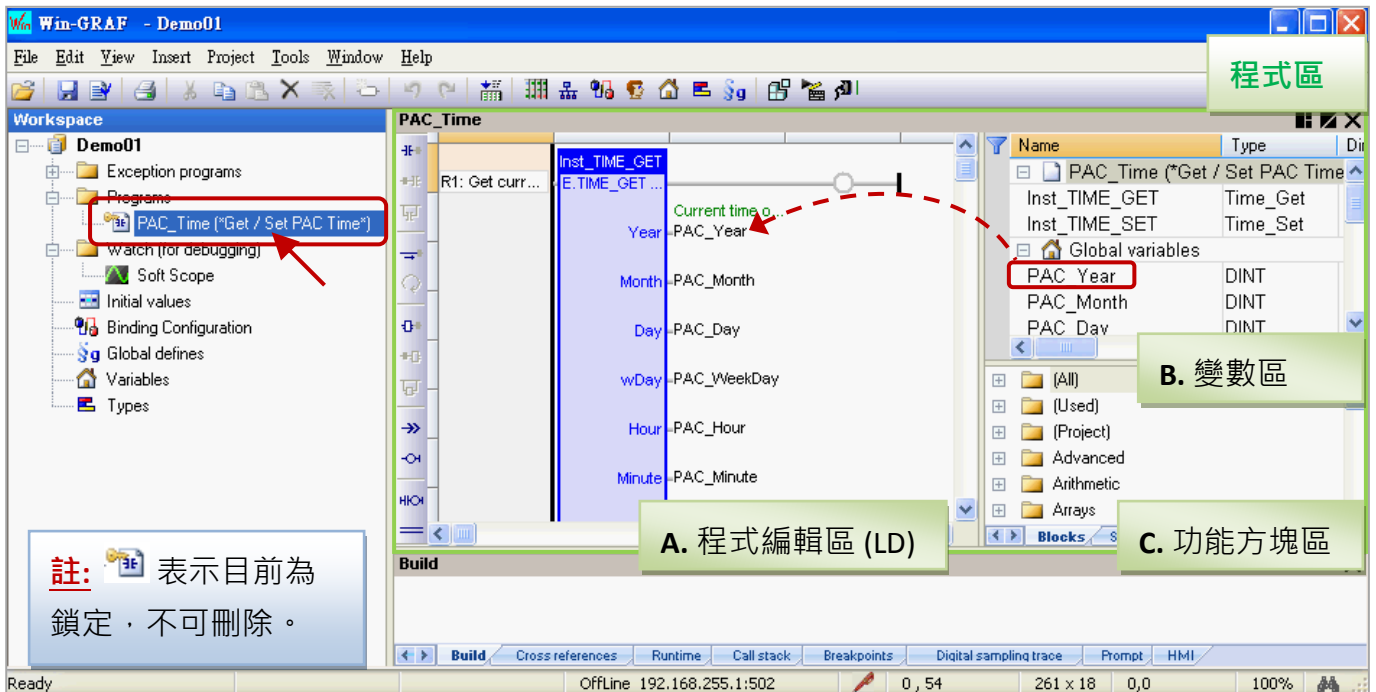 Win-GRAF - Demo01
File Edit View Insert Project Tools Window Help
程式區
Workspace
Demo01
Exception programs
Programs
PAC_Time (*Get / Set PAC Time*)
Watch (for debugging)
Soft Scope
Initial values
Binding Configuration
Global defines
Variables
Types
註: 表示目前為
鎖定，不可刪除。
PAC_Time
R1: Get curr...
Inst_TIME_GET
E.TIME_GET ...
Current time o...
Year PAC_Year
Month PAC_Month
Day PAC_Day
wDay PAC_WeekDay
Hour PAC_Hour
Minute PAC_Minute
A. 程式編輯區 (LD)
Name Type Dir
PAC_Time (*Get / Set PAC Time
Inst_TIME_GET Time_Get
Inst_TIME_SET Time_Set
Global variables
PAC_Year DINT
PAC_Month DINT
PAC_Day DINT
B. 變數區
(All)
(Used)
(Project)
Advanced
Arithmetic
Arrays
Blocks S
C. 功能方塊區
Build
Build Cross references Runtime Call stack Breakpoints Digital sampling trace Prompt HMI
Ready OffLine 192.168.255.1:502 0 , 54 261 x 18 0,0 100%